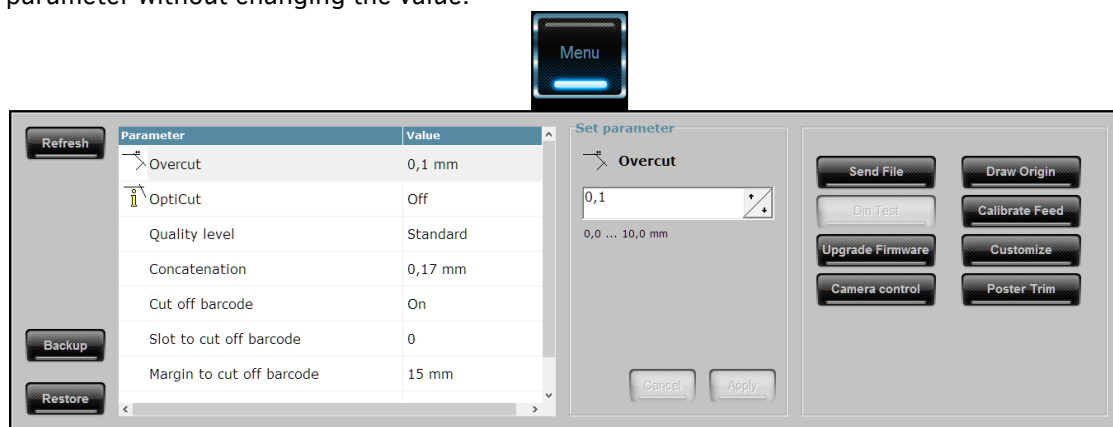 parameter without changing the value.
Menu
Refresh
Backup
Restore
Parameter Value
Overcut 0,1 mm
OptiCut Off
Quality level Standard
Concatenation 0,17 mm
Cut off barcode On
Slot to cut off barcode 0
Margin to cut off barcode 15 mm
Set parameter
Overcut
0,1
0,0 ... 10,0 mm
Cancel Apply
Send File Draw Origin
Din Test Calibrate Feed
Upgrade Firmware Customize
Camera control Poster Trim